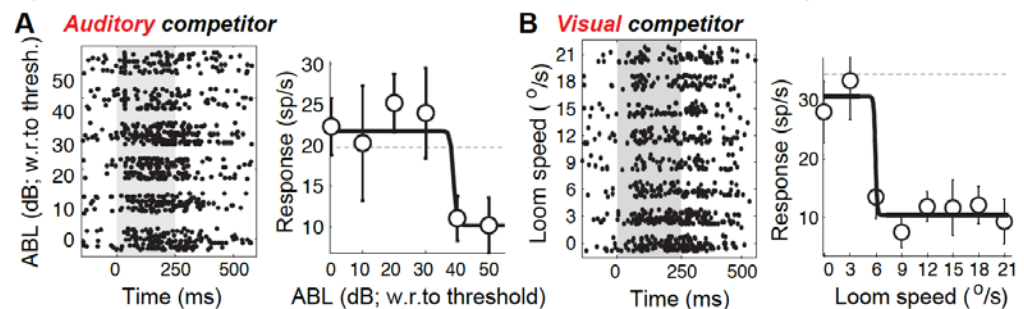 A Auditory competitor
ABL (dB; w.r.to thresh.)
50
40
30
20
10
0
0 250 500
Time (ms)
Response (sp/s)
30
25
20
15
10
0 10 20 30 40 50
ABL (dB; w.r.to threshold)
B Visual competitor
Loom speed (°/s)
21
18
15
12
9
6
3
0
0 250 500
Time (ms)
Response (sp/s)
30
20
10
0 3 6 9 12 15 18 21
Loom speed (°/s)